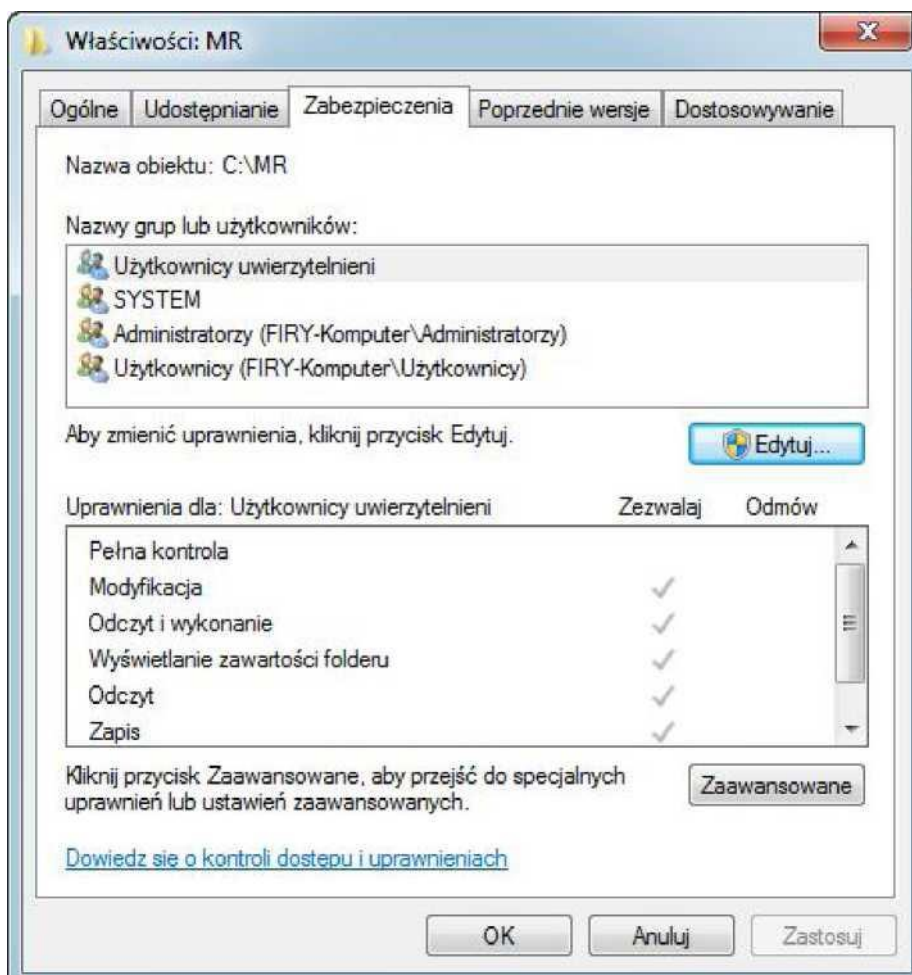 Właściwości: MR
Ogólne Udostępnianie Zabezpieczenia Poprzednie wersje Dostosowywanie
Nazwa obiektu: C:\MR
Nazwy grup lub użytkowników:
Użytkownicy uwierzytelnieni
SYSTEM
Administratorzy (FIRY-Komputer\Administratorzy)
Użytkownicy (FIRY-Komputer\Użytkownicy)
Aby zmienić uprawnienia, kliknij przycisk Edytuj.
Edytuj...
Uprawnienia dla: Użytkownicy uwierzytelnieni Zezwalaj Odmów
Pełna kontrola
Modyfikacja
Odczyt i wykonanie
Wyświetlanie zawartości folderu
Odczyt
Zapis
Kliknij przycisk Zaawansowane, aby przejść do specjalnych
uprawnień lub ustawień zaawansowanych.
Zaawansowane
Dowiedz się o kontroli dostępu i uprawnieniach
OK Anuluj Zastosuj